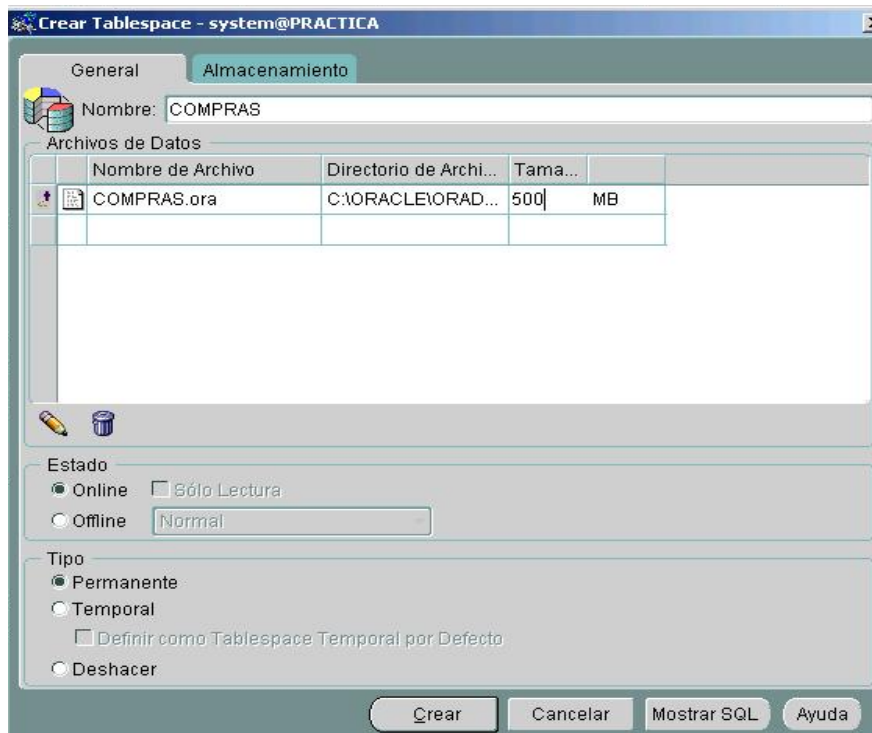 Crear Tablespace - system@PRACTICA
General Almacenamiento
Nombre: COMPRAS
Archivos de Datos
Nombre de Archivo Directorio de Archi... Tama...
COMPRAS.ora C:\ORACLE\ORAD... 500 MB
Estado
Online Sólo Lectura
Offline Normal
Tipo
Permanente
Temporal
Definir como Tablespace Temporal por Defecto
Deshacer
Crear Cancelar Mostrar SQL Ayuda